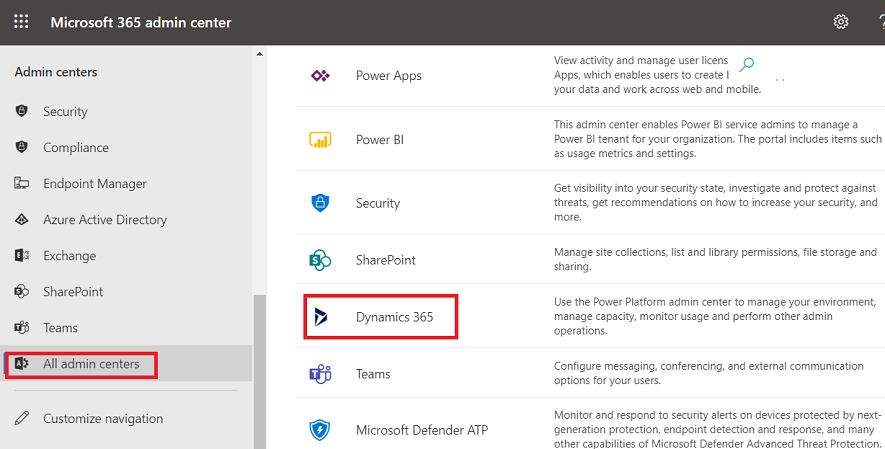 Microsoft 365 admin center
?
Admin centers
Security
Compliance
Endpoint Manager
Azure Active Directory
Exchange
SharePoint
Teams
All admin centers
Customize navigation
Power Apps
View activity and manage user licens
Apps, which enables users to create
your data and work across web and mobile.
Power BI
This admin center enables Power BI service admins to manage a
Power BI tenant for your organization. The portal includes items such
as usage metrics and settings.
Security
Get visibility into your security state, investigate and protect against
threats, get recommendations on how to increase your security, and
more.
SharePoint
Manage site collections, list and library permissions, file storage and
sharing.
Dynamics 365
Use the Power Platform admin center to manage your environment,
manage capacity, monitor usage and perform other admin
operations.
Teams
Configure messaging, conferencing, and external communication
options for your users.
Microsoft Defender ATP
Monitor and respond to security alerts on devices protected by next-
generation protection, endpoint detection and response, and many
other capabilities of Microsoft Defender Advanced Threat Protection.